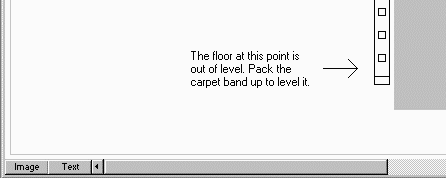 The floor at this point is
out of level. Pack the
carpet band up to level it.
Image
Text